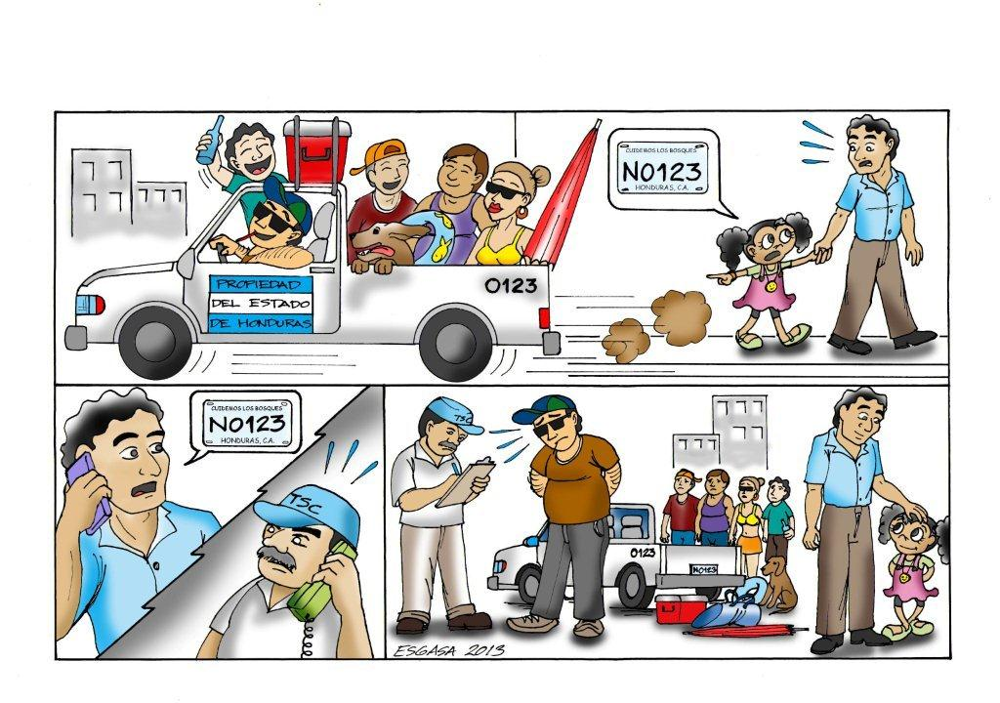 PROPIEDAD
DEL ESTADO
DE HONDURAS
0123
CUIDEMOS LOS BOSQUES
N0123
HONDURAS, C.A.
CUIDEMOS LOS BOSQUES
N0123
HONDURAS, C.A.
TSC
TSC
0123
N0123
ESGASA 2013